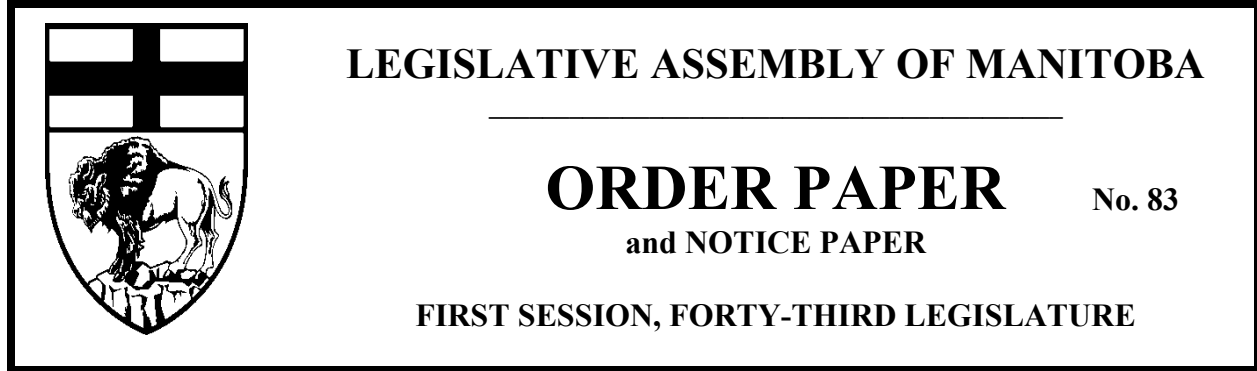 LEGISLATIVE ASSEMBLY OF MANITOBA
ORDER PAPER No. 83
and NOTICE PAPER
FIRST SESSION, FORTY-THIRD LEGISLATURE